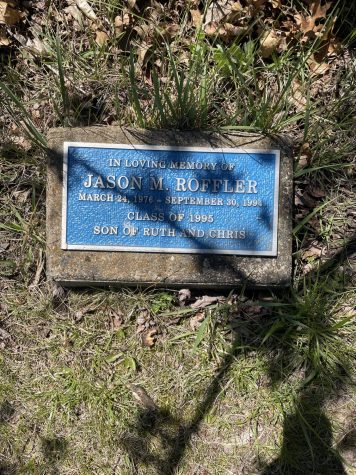 IN LOVING MEMORY OF
JASON M. ROFFLER
MARCH 24, 1976 - SEPTEMBER 30, 1994
CLASS OF 1995
SON OF RUTH AND CHRIS